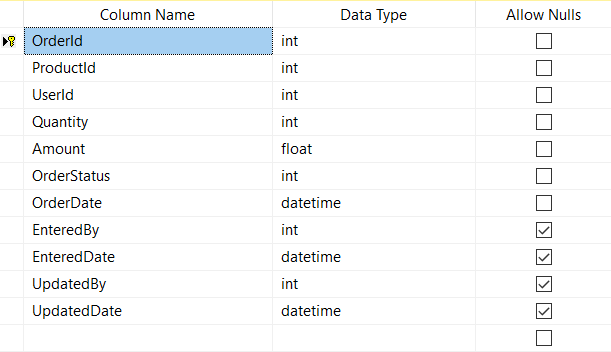 Column Name Data Type Allow Nulls
OrderId int
ProductId int
UserId int
Quantity int
Amount float
OrderStatus int
OrderDate datetime
EnteredBy int
EnteredDate datetime
UpdatedBy int
UpdatedDate datetime